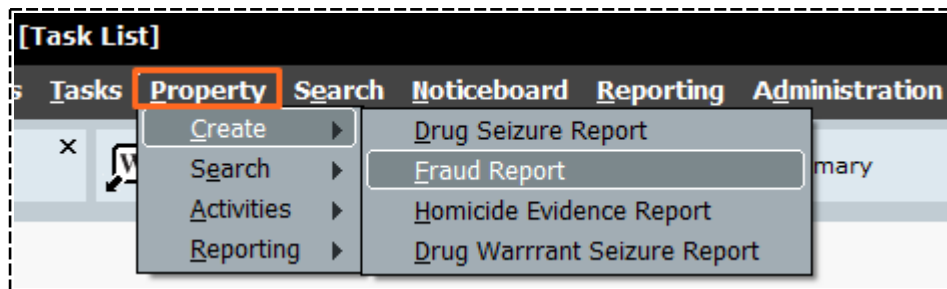 [Task List]
s Tasks Property Search Noticeboard Reporting Administration
Create Drug Seizure Report
x W Search Fraud Report mary
Activities Homicide Evidence Report
Reporting Drug Warrrant Seizure Report